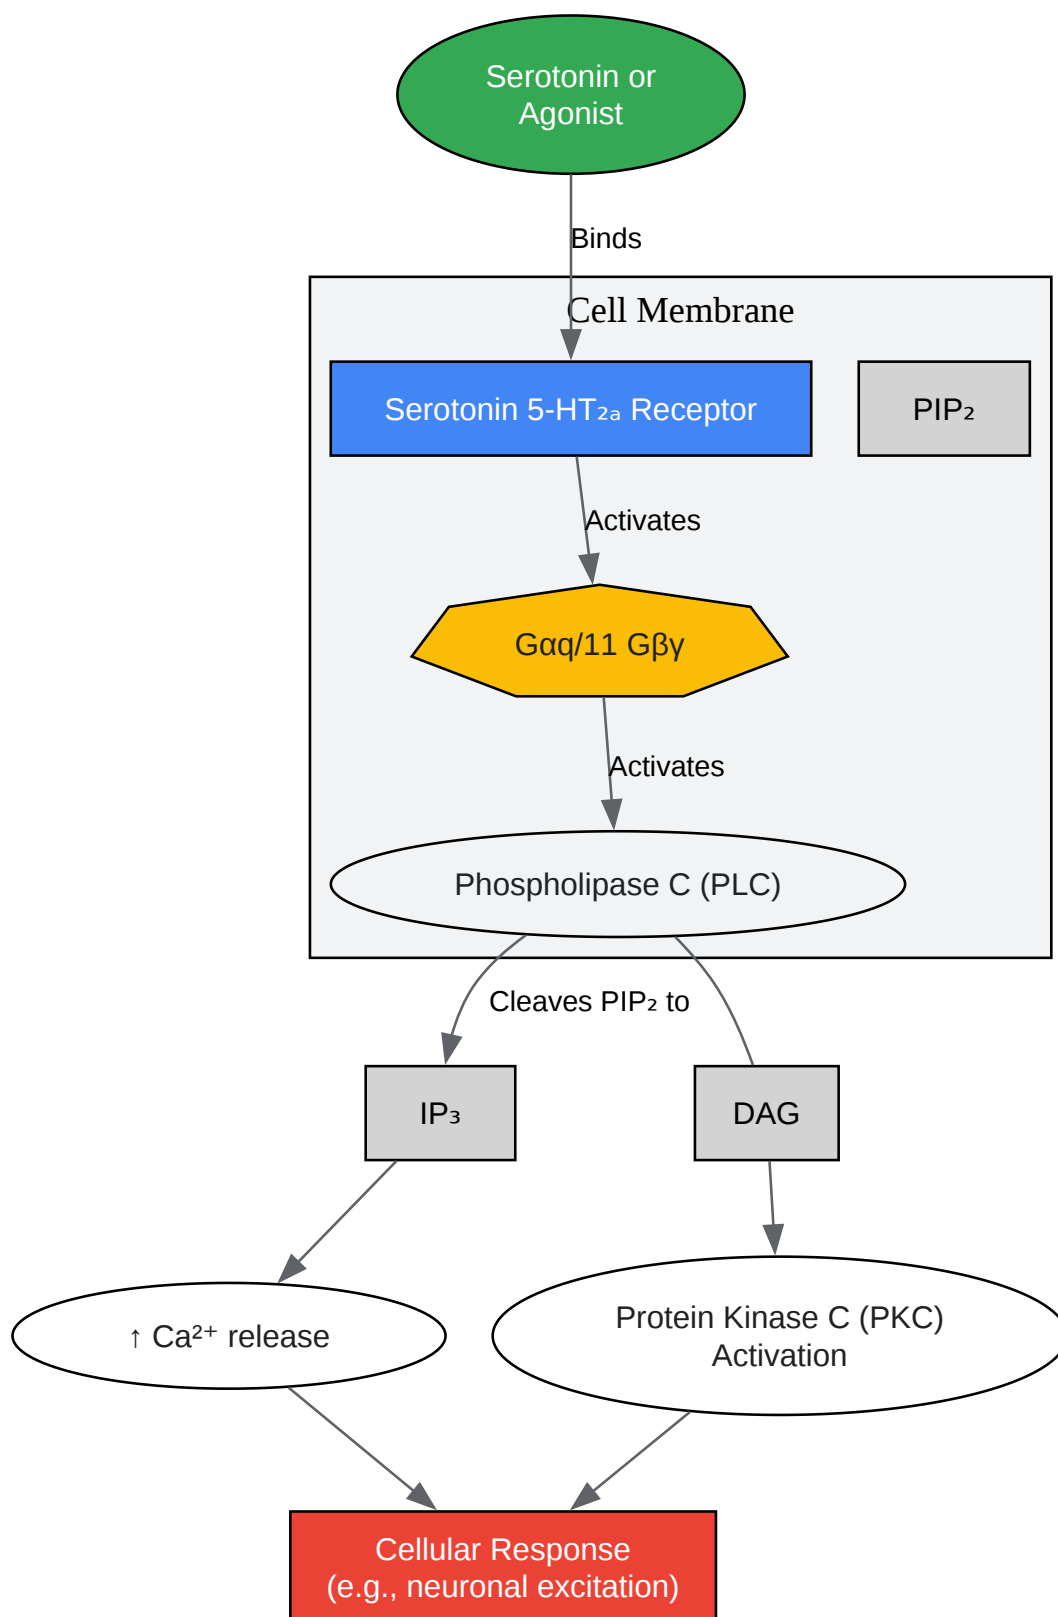 Serotonin or
Agonist
Binds
Cell Membrane
Serotonin 5-HT₂ₐ Receptor
PIP₂
Activates
Gαq/11 Gβγ
Activates
Phospholipase C (PLC)
Cleaves PIP₂ to
IP₃
DAG
↑ Ca²⁺ release
Protein Kinase C (PKC)
Activation
Cellular Response
(e.g., neuronal excitation)